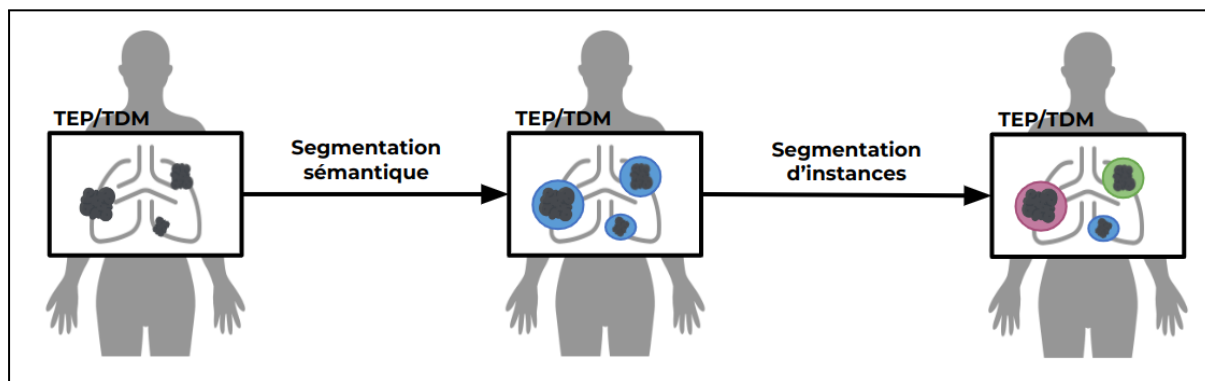 TEP/TDM
Segmentation
sémantique
TEP/TDM
Segmentation
d'instances
TEP/TDM